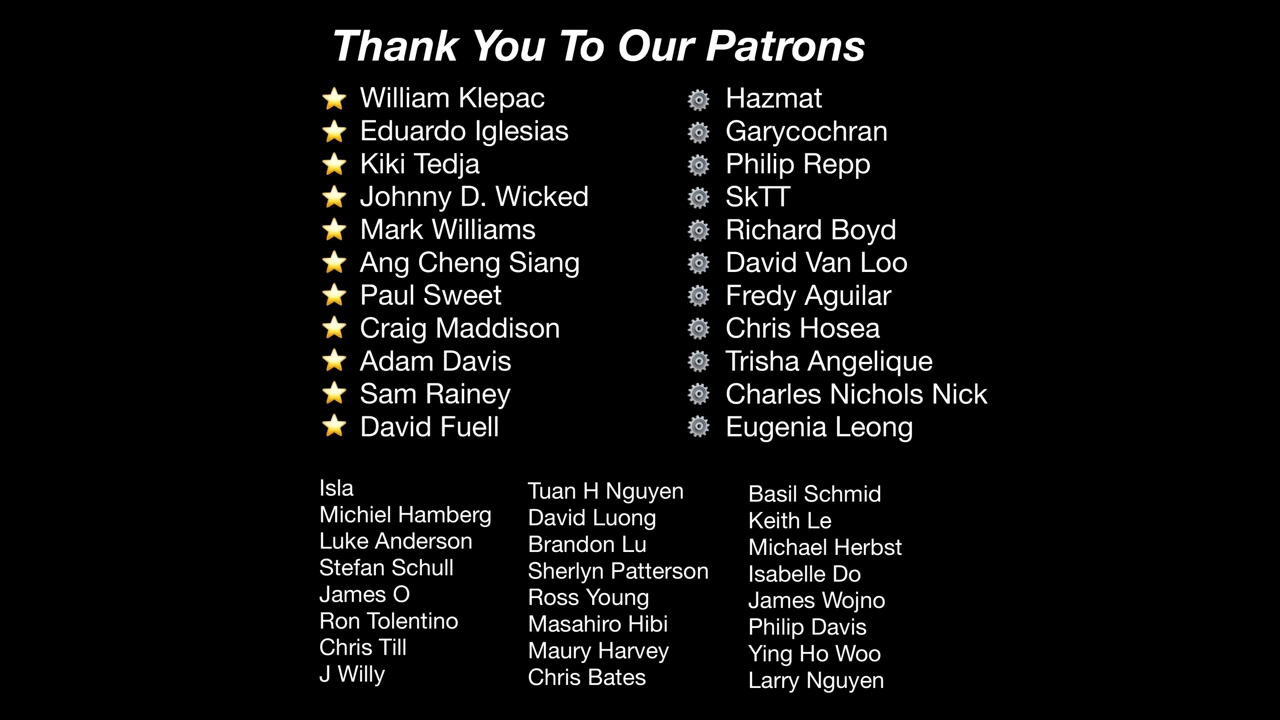 Thank You To Our Patrons
⭐ William Klepac
⭐ Eduardo Iglesias
⭐ Kiki Tedja
⭐ Johnny D. Wicked
⭐ Mark Williams
⭐ Ang Cheng Siang
⭐ Paul Sweet
⭐ Craig Maddison
⭐ Adam Davis
⭐ Sam Rainey
⭐ David Fuell
⚙️ Hazmat
⚙️ Garycochran
⚙️ Philip Repp
⚙️ SkTT
⚙️ Richard Boyd
⚙️ David Van Loo
⚙️ Fredy Aguilar
⚙️ Chris Hosea
⚙️ Trisha Angelique
⚙️ Charles Nichols Nick
⚙️ Eugenia Leong
Isla
Michiel Hamberg
Luke Anderson
Stefan Schull
James O
Ron Tolentino
Chris Till
J Willy
Tuan H Nguyen
David Luong
Brandon Lu
Sherlyn Patterson
Ross Young
Masahiro Hibi
Maury Harvey
Chris Bates
Basil Schmid
Keith Le
Michael Herbst
Isabelle Do
James Wojno
Philip Davis
Ying Ho Woo
Larry Nguyen